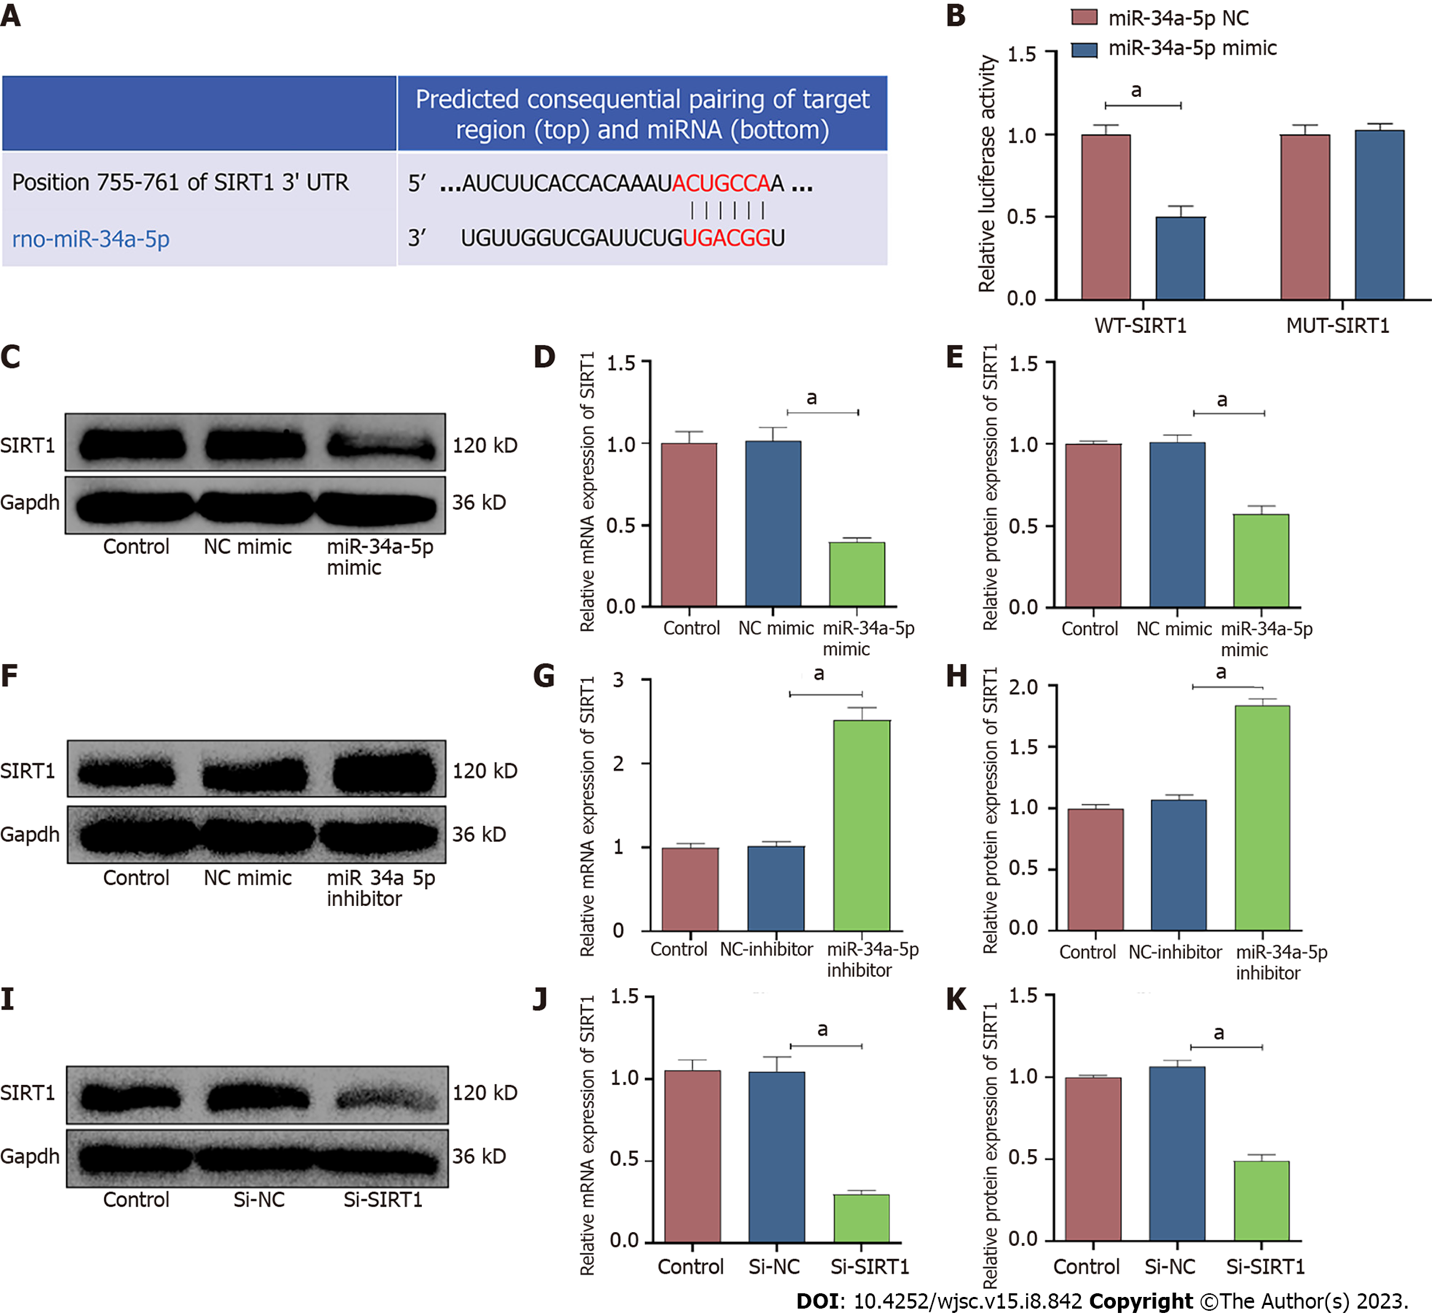 A
Predicted consequential pairing of target
region (top) and miRNA (bottom)
Position 755-761 of SIRT1 3' UTR
5′ ...AUCUUCACCACAAAUACUGCCAA ...
rno-miR-34a-5p
3′ UGUUGGUCGAUUCUGUGACGGU
B
miR-34a-5p NC
miR-34a-5p mimic
Relative luciferase activity
1.5
1.0
0.5
0.0
a
WT-SIRT1
MUT-SIRT1
C
SIRT1
120 kD
Gapdh
36 kD
Control
NC mimic
miR-34a-5p
mimic
D
Relative mRNA expression of SIRT1
1.5
1.0
0.5
0.0
a
Control
NC mimic
miR-34a-5p
mimic
E
Relative protein expression of SIRT1
1.5
1.0
0.5
0.0
a
Control
NC mimic
miR-34a-5p
mimic
F
SIRT1
120 kD
Gapdh
36 kD
Control
NC mimic
miR 34a 5p
inhibitor
G
Relative mRNA expression of SIRT1
3
2
1
0
a
Control
NC-inhibitor
miR-34a-5p
inhibitor
H
Relative protein expression of SIRT1
2.0
1.5
1.0
0.5
0.0
a
Control
NC-inhibitor
miR-34a-5p
inhibitor
I
SIRT1
120 kD
Gapdh
36 kD
Control
Si-NC
Si-SIRT1
J
Relative mRNA expression of SIRT1
1.5
1.0
0.5
0.0
a
Control
Si-NC
Si-SIRT1
K
Relative protein expression of SIRT1
1.5
1.0
0.5
0.0
a
Control
Si-NC
Si-SIRT1
DOI: 10.4252/wjsc.v15.i8.842 Copyright ©The Author(s) 2023.